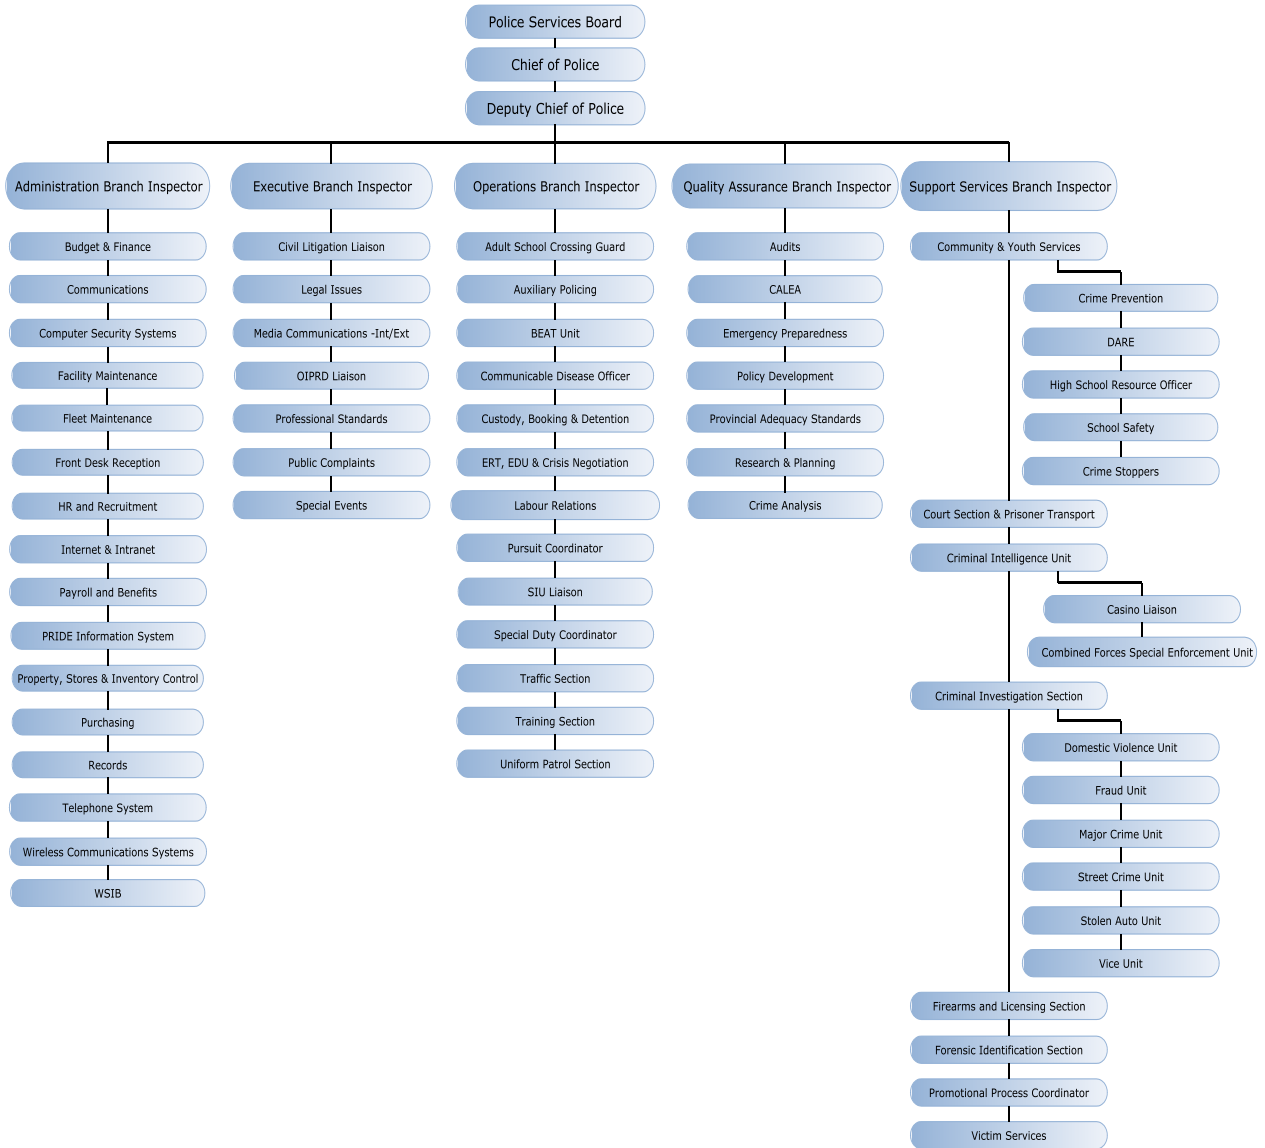 Police Services Board
Chief of Police
Deputy Chief of Police
Administration Branch Inspector
Budget & Finance
Communications
Computer Security Systems
Facility Maintenance
Fleet Maintenance
Front Desk Reception
HR and Recruitment
Internet & Intranet
Payroll and Benefits
PRIDE Information System
Property, Stores & Inventory Control
Purchasing
Records
Telephone System
Wireless Communications Systems
WSIB
Executive Branch Inspector
Civil Litigation Liaison
Legal Issues
Media Communications -Int/Ext
OIPRD Liaison
Professional Standards
Public Complaints
Special Events
Operations Branch Inspector
Adult School Crossing Guard
Auxiliary Policing
BEAT Unit
Communicable Disease Officer
Custody, Booking & Detention
ERT, EDU & Crisis Negotiation
Labour Relations
Pursuit Coordinator
SIU Liaison
Special Duty Coordinator
Traffic Section
Training Section
Uniform Patrol Section
Quality Assurance Branch Inspector
Audits
CALEA
Emergency Preparedness
Policy Development
Provincial Adequacy Standards
Research & Planning
Crime Analysis
Support Services Branch Inspector
Community & Youth Services
Crime Prevention
DARE
High School Resource Officer
School Safety
Crime Stoppers
Court Section & Prisoner Transport
Criminal Intelligence Unit
Casino Liaison
Combined Forces Special Enforcement Unit
Criminal Investigation Section
Domestic Violence Unit
Fraud Unit
Major Crime Unit
Street Crime Unit
Stolen Auto Unit
Vice Unit
Firearms and Licensing Section
Forensic Identification Section
Promotional Process Coordinator
Victim Services